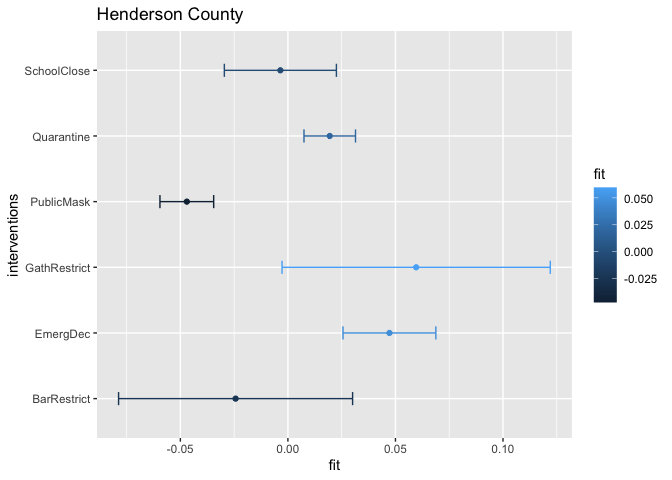 Henderson County
SchoolClose
Quarantine
PublicMask
GathRestrict
EmergDec
BarRestrict
interventions
-0.05
0.00
0.05
0.10
fit
fit
0.050
0.025
0.000
-0.025